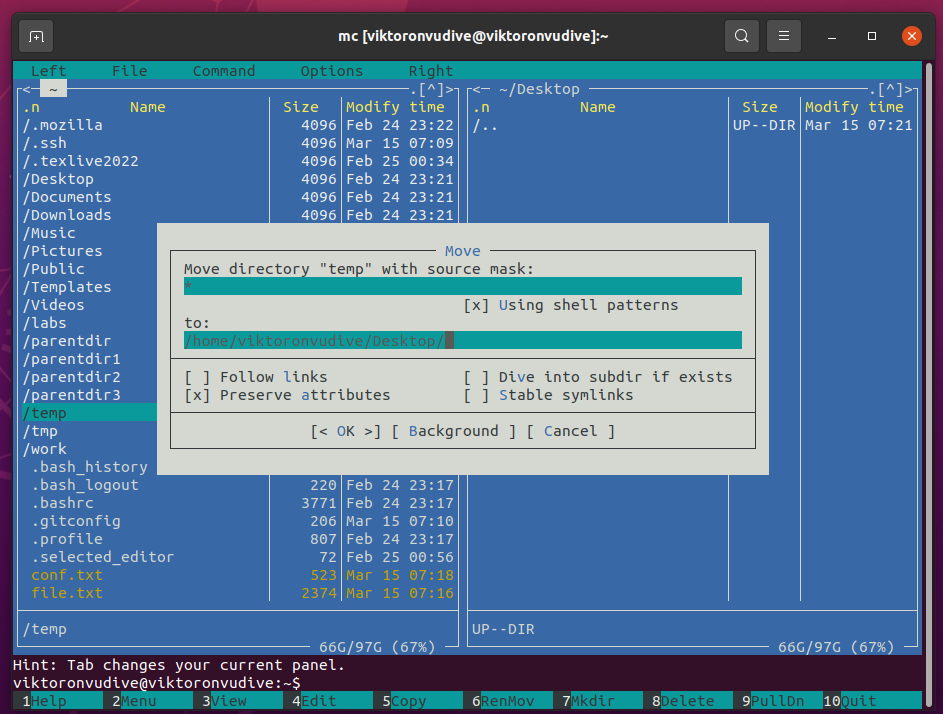 mc [viktoronvudive@viktoronvudive]:~
Left File Command Options Right
<─ ~ .[^]>
.n Name Size Modify time
/.mozilla 4096 Feb 24 23:22
/.ssh 4096 Mar 15 07:09
/.texlive2022 4096 Feb 25 00:34
/Desktop 4096 Feb 24 23:21
/Documents 4096 Feb 24 23:21
/Downloads 4096 Feb 24 23:21
/Music
/Pictures
/Public
/Templates
/Videos
/labs
/parentdir
/parentdir1
/parentdir2
/parentdir3
/temp
/tmp
/work
.bash_history
.bash_logout 220 Feb 24 23:17
.bashrc 3771 Feb 24 23:17
.gitconfig 206 Mar 15 07:10
.profile 807 Feb 24 23:17
.selected_editor 72 Feb 25 00:56
conf.txt 523 Mar 15 07:18
file.txt 2374 Mar 15 07:16
/temp
66G/97G (67%)
<─ ~/Desktop .[^]>
.n Name Size Modify time
/.. UP--DIR Mar 15 07:21
UP--DIR
66G/97G (67%)
Move
Move directory "temp" with source mask:
*
[x] Using shell patterns
to:
/home/viktoronvudive/Desktop/
[ ] Follow links [ ] Dive into subdir if exists
[x] Preserve attributes [ ] Stable symlinks
[< OK >] [ Background ] [ Cancel ]
Hint: Tab changes your current panel.
viktoronvudive@viktoronvudive:~$
1Help 2Menu 3View 4Edit 5Copy 6RenMov 7Mkdir 8Delete 9PullDn 10Quit